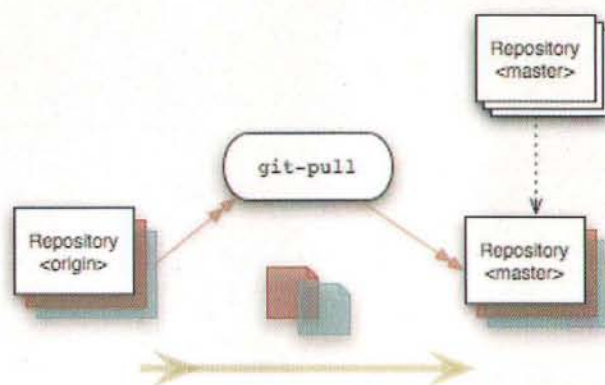 Repository
<master>
git-pull
Repository
<origin>
Repository
<master>